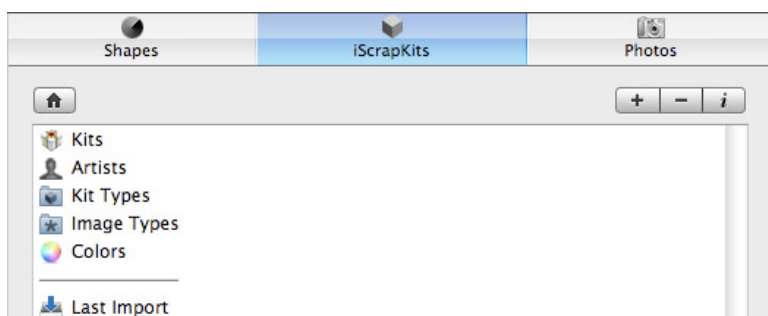 Shapes
iScrapKits
Photos
+ − i
Kits
Artists
Kit Types
Image Types
Colors
Last Import